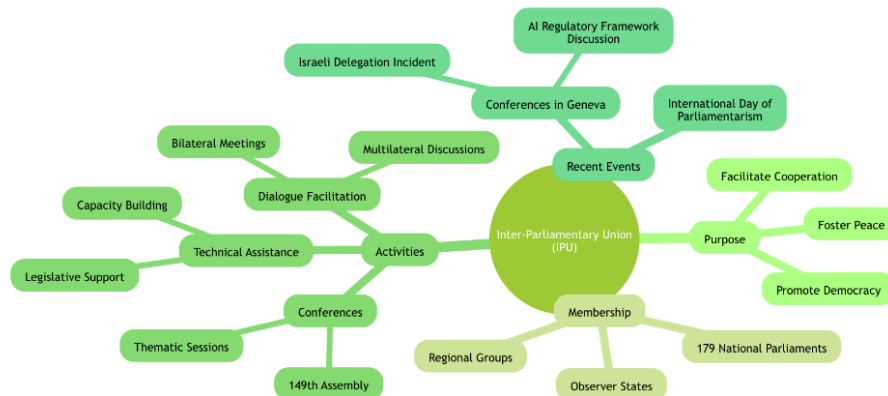 AI Regulatory Framework
Discussion
Israeli Delegation Incident
Conferences in Geneva
International Day of
Parliamentarism
Bilateral Meetings
Multilateral Discussions
Recent Events
Facilitate Cooperation
Dialogue Facilitation
Capacity Building
Foster Peace
Inter-Parliamentary Union
(IPU)
Purpose
Technical Assistance
Activities
Legislative Support
Promote Democracy
Conferences
Membership
Thematic Sessions
179 National Parliaments
Regional Groups
149th Assembly
Observer States